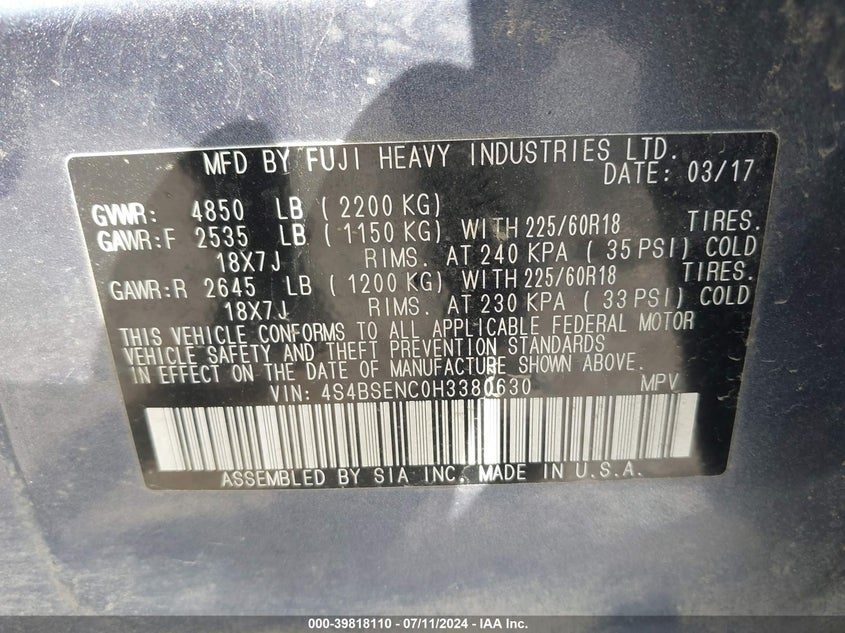 MFD BY FUJI HEAVY INDUSTRIES LTD.
DATE: 03/17
GVWR: 4850 LB ( 2200 KG)
GAWR:F 2535 LB ( 1150 KG) WITH 225/60R18 TIRES.
18X7J RIMS. AT 240 KPA ( 35 PSI) COLD
GAWR:R 2645 LB ( 1200 KG) WITH 225/60R18 TIRES.
18X7J RIMS. AT 230 KPA ( 33 PSI) COLD
THIS VEHICLE CONFORMS TO ALL APPLICABLE FEDERAL MOTOR
VEHICLE SAFETY AND THEFT PREVENTION STANDARDS
IN EFFECT ON THE DATE OF MANUFACTURE SHOWN ABOVE.
VIN: 4S4BSENC0H3380630 MPV
ASSEMBLED BY SIA INC. MADE IN U.S.A.
000-39818110 - 07/11/2024 - IAA Inc.